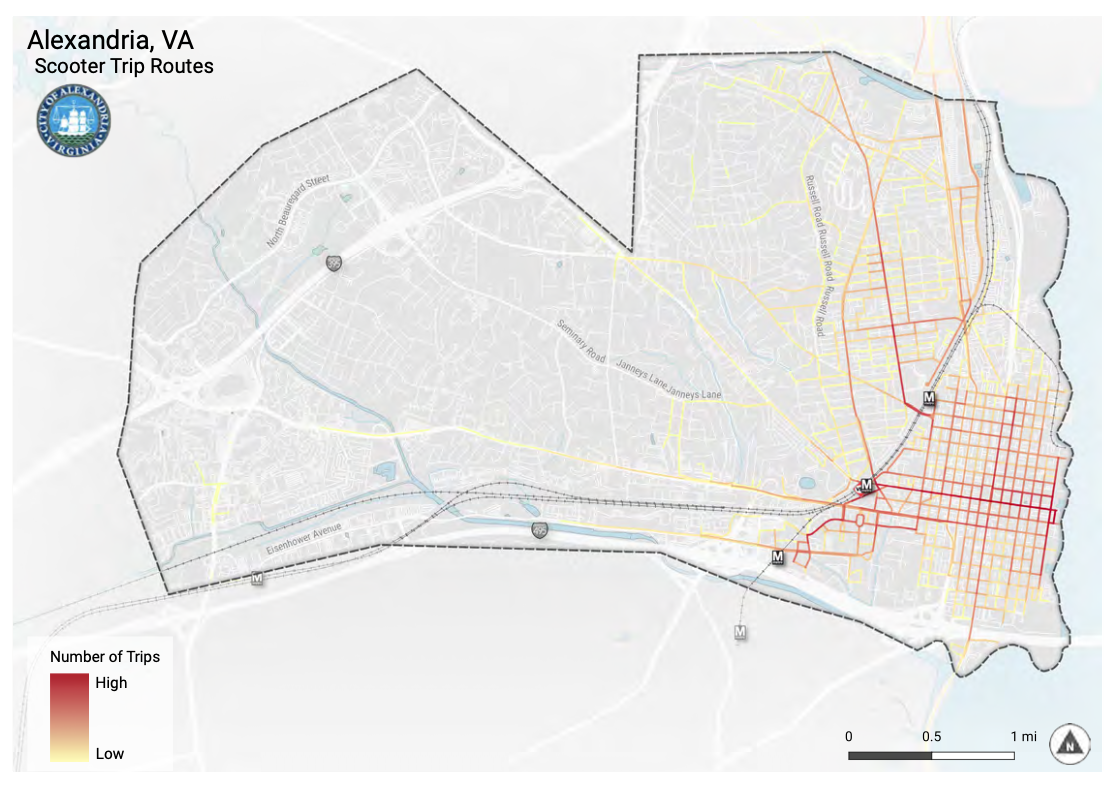 Alexandria, VA
Scooter Trip Routes
CITY OF ALEXANDRIA
VIRGINIA
North Beauregard Street
Russell Road Russell Road Russell Road
Seminary Road
Janneys Lane Janneys Lane
M
M
M
Eisenhower Avenue
M
M
Number of Trips
High
Low
0 0.5 1 mi
N